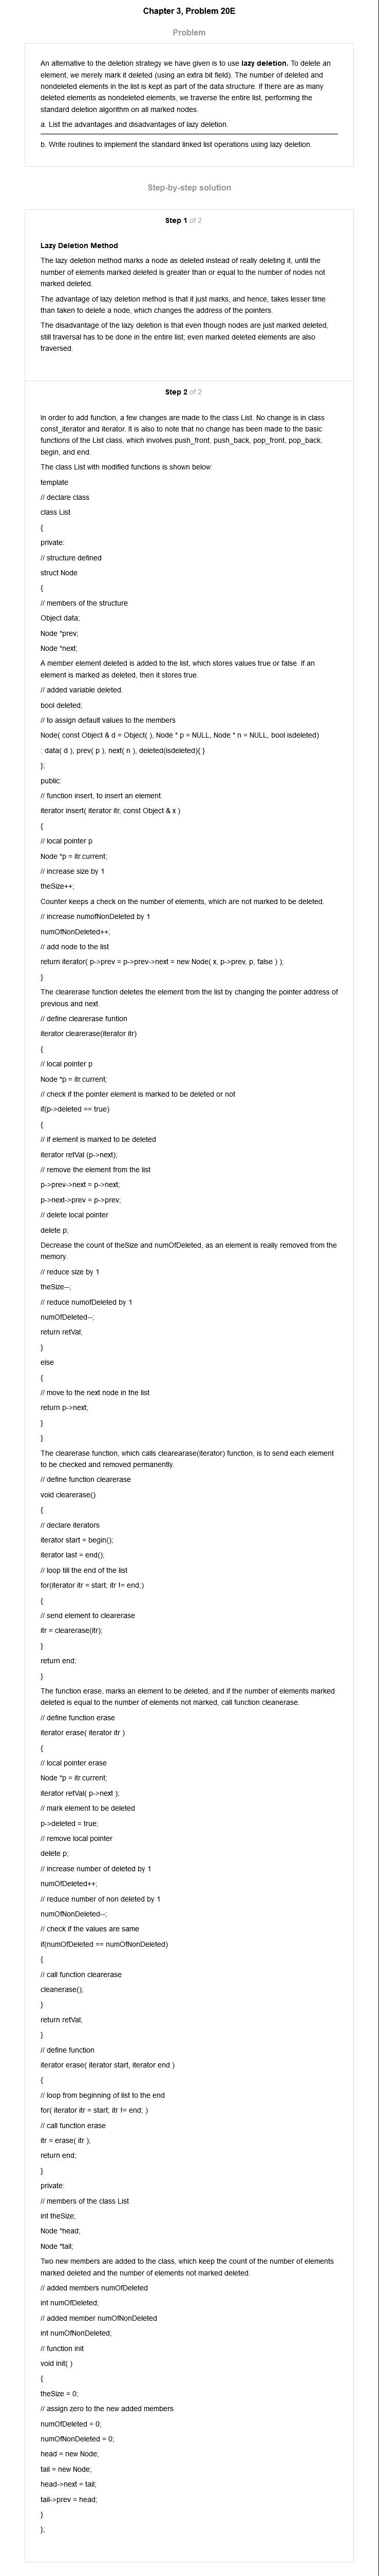 Chapter 3, Problem 20E
Problem
An alternative to the deletion strategy we have given is to use lazy deletion. To delete an
element, we merely mark it deleted (using an extra bit field). The number of deleted and
nondeleted elements in the list is kept as part of the data structure. If there are as many
deleted elements as nondeleted elements, we traverse the entire list, performing the
standard deletion algorithm on all marked nodes.
a. List the advantages and disadvantages of lazy deletion.
b. Write routines to implement the standard linked list operations using lazy deletion.
Step-by-step solution
Step 1 of 2
Lazy Deletion Method
The lazy deletion method marks a node as deleted instead of really deleting it, until the
number of elements marked deleted is greater than or equal to the number of nodes not
marked deleted.
The advantage of lazy deletion method is that it just marks, and hence, takes lesser time
than taken to delete a node, which changes the address of the pointers.
The disadvantage of the lazy deletion is that even though nodes are just marked deleted,
still traversal has to be done in the entire list; even marked deleted elements are also
traversed.
Step 2 of 2
In order to add function, a few changes are made to the class List. No change is in class
const_iterator and iterator. It is also to note that no change has been made to the basic
functions of the List class, which involves push_front, push_back, pop_front, pop_back,
begin, and end.
The class List with modified functions is shown below:
template
// declare class
class List
{
private:
// structure defined
struct Node
{
// members of the structure
Object data;
Node *prev;
Node *next;
A member element deleted is added to the list, which stores values true or false. If an
element is marked as deleted, then it stores true.
// added variable deleted.
bool deleted;
// to assign default values to the members
Node( const Object & d = Object( ), Node * p = NULL, Node * n = NULL, bool isdeleted)
: data( d ), prev( p ), next( n ), deleted(isdeleted){ }
};
public:
// function insert, to insert an element.
iterator insert( iterator itr, const Object & x )
{
// local pointer p
Node *p = itr.current;
// increase size by 1
theSize++;
Counter keeps a check on the number of elements, which are not marked to be deleted.
// increase numofNonDeleted by 1
numOfNonDeleted++;
// add node to the list
return iterator( p->prev = p->prev->next = new Node( x, p->prev, p, false ) );
}
The clearerase function deletes the element from the list by changing the pointer address of
previous and next.
// define clearerase funtion
iterator clearerase(iterator itr)
{
// local pointer p
Node *p = itr.current;
// check if the pointer element is marked to be deleted or not
if(p->deleted == true)
{
// if element is marked to be deleted
iterator retVal (p->next);
// remove the element from the list
p->prev->next = p->next;
p->next->prev = p->prev;
// delete local pointer
delete p;
Decrease the count of theSize and numOfDeleted, as an element is really removed from the
memory.
// reduce size by 1
theSize--;
// reduce numofDeleted by 1
numOfDeleted--;
return retVal;
}
else
{
// move to the next node in the list
return p->next;
}
}
The clearerase function, which calls clearearase(iterator) function, is to send each element
to be checked and removed permanently.
// define function clearerase
void clearerase()
{
// declare iterators
iterator start = begin();
iterator last = end();
// loop till the end of the list
for(iterator itr = start; itr != end;)
{
// send element to clearerase
itr = clearerase(itr);
}
return end;
}
The function erase, marks an element to be deleted, and if the number of elements marked
deleted is equal to the number of elements not marked, call function cleanerase.
// define function erase
iterator erase( iterator itr )
{
// local pointer erase
Node *p = itr.current;
iterator retVal( p->next );
// mark element to be deleted
p->deleted = true;
// remove local pointer
delete p;
// increase number of deleted by 1
numOfDeleted++;
// reduce number of non deleted by 1
numOfNonDeleted--;
// check if the values are same
if(numOfDeleted == numOfNonDeleted)
{
// call function clearerase
cleanerase();
}
return retVal;
}
// define function
iterator erase( iterator start, iterator end )
{
// loop from beginning of list to the end
for( iterator itr = start; itr != end; )
// call function erase
itr = erase( itr );
return end;
}
private:
// members of the class List
int theSize;
Node *head;
Node *tail;
Two new members are added to the class, which keep the count of the number of elements
marked deleted and the number of elements not marked deleted.
// added members numOfDeleted
int numOfDeleted;
// added member numOfNonDeleted
int numOfNonDeleted;
// function init
void init( )
{
theSize = 0;
// assign zero to the new added members
numOfDeleted = 0;
numOfNonDeleted = 0;
head = new Node;
tail = new Node;
head->next = tail;
tail->prev = head;
}
};